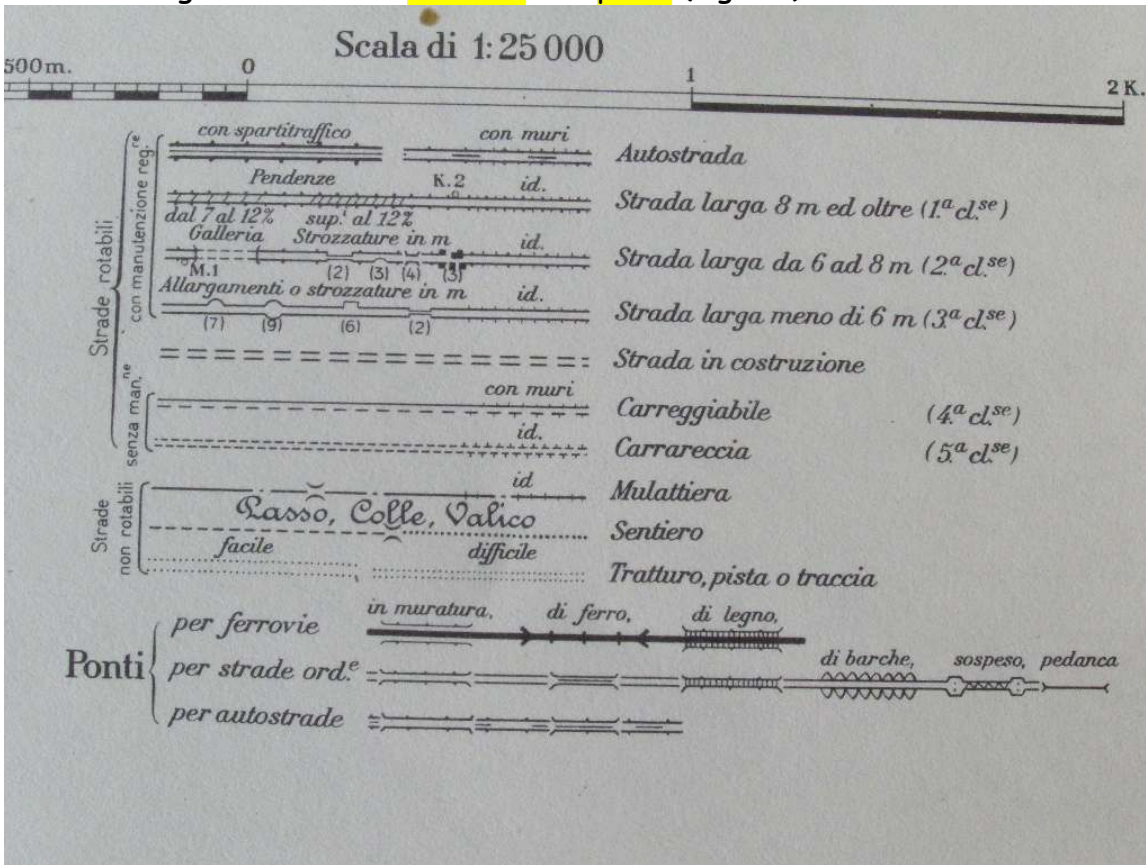 Scala di 1:25 000
500 m. 0 1 2 K.
Strade rotabili
con manutenzione reg.re
con spartitraffico con muri Autostrada
Pendenze K.2 id. Strada larga 8 m ed oltre (1.a cl.se)
dal 7 al 12% sup.i al 12%
Galleria Strozzature in m id. Strada larga da 6 ad 8 m (2.a cl.se)
M.1 (2) (3) (4) (3)
Allargamenti o strozzature in m id. Strada larga meno di 6 m (3.a cl.se)
(7) (9) (6) (2)
Strada in costruzione
senza man.ne
con muri Carreggiabile (4.a cl.se)
id. Carrareccia (5.a cl.se)
Strade non rotabili
id Mulattiera
Passo, Colle, Valico
Sentiero
facile difficile
Tratturo, pista o traccia
Ponti
per ferrovie in muratura, di ferro, di legno,
per strade ord.e di barche, sospeso, pedanca
per autostrade